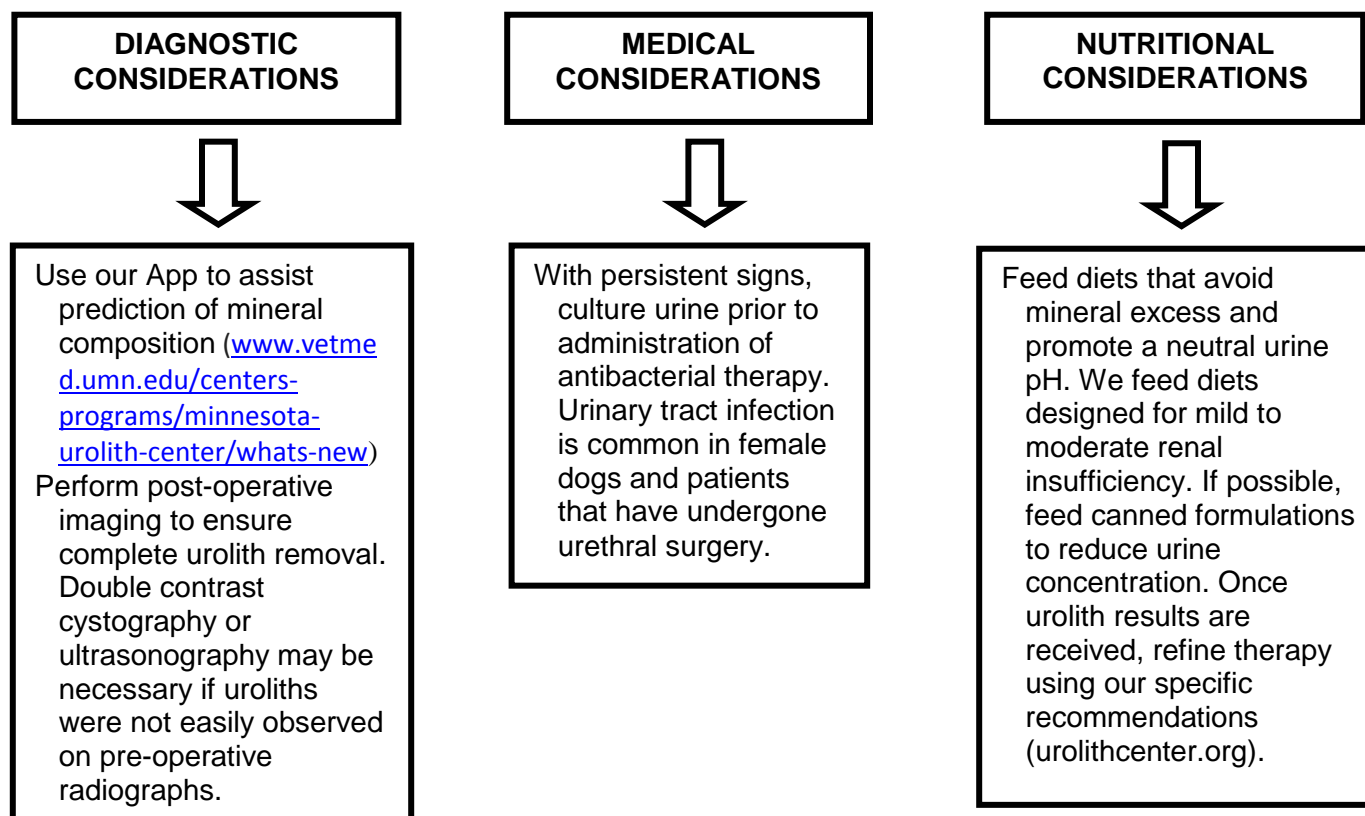 DIAGNOSTIC
CONSIDERATIONS
Use our App to assist
prediction of mineral
composition (www.vetme
d.umn.edu/centers-
programs/minnesota-
urolith-center/whats-new)
Perform post-operative
imaging to ensure
complete urolith removal.
Double contrast
cystography or
ultrasonography may be
necessary if uroliths
were not easily observed
on pre-operative
radiographs.
MEDICAL
CONSIDERATIONS
With persistent signs,
culture urine prior to
administration of
antibacterial therapy.
Urinary tract infection
is common in female
dogs and patients
that have undergone
urethral surgery.
NUTRITIONAL
CONSIDERATIONS
Feed diets that avoid
mineral excess and
promote a neutral urine
pH. We feed diets
designed for mild to
moderate renal
insufficiency. If possible,
feed canned formulations
to reduce urine
concentration. Once
urolith results are
received, refine therapy
using our specific
recommendations
(urolithcenter.org).